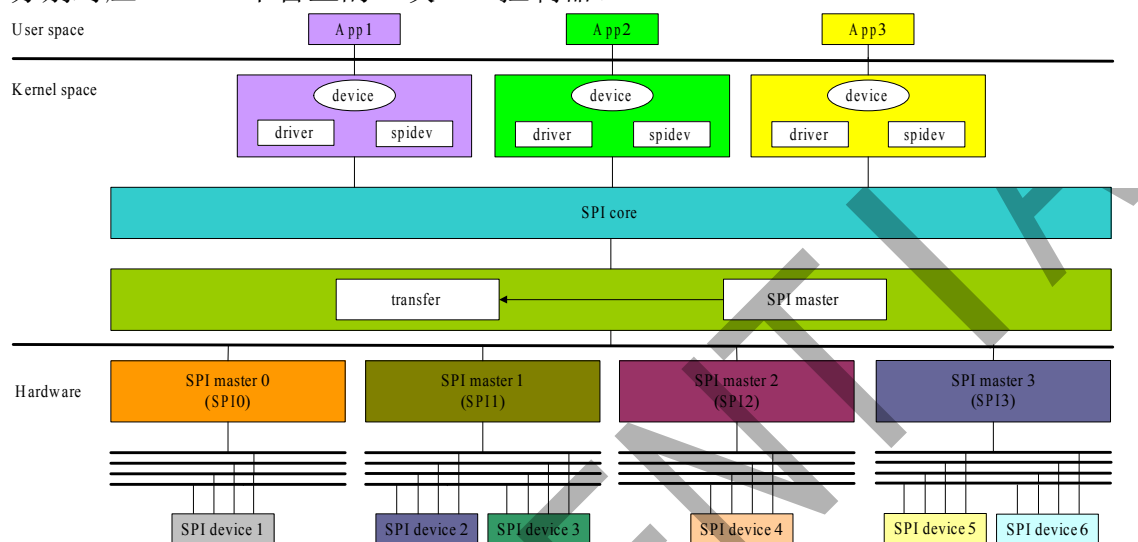 User space
App1
App2
App3
Kernel space
device
device
device
driver
spidev
driver
spidev
driver
spidev
SPI core
transfer
SPI master
Hardware
SPI master 0
(SPI0)
SPI master 1
(SPI1)
SPI master 2
(SPI2)
SPI master 3
(SPI3)
SPI device 1
SPI device 2
SPI device 3
SPI device 4
SPI device 5
SPI device 6